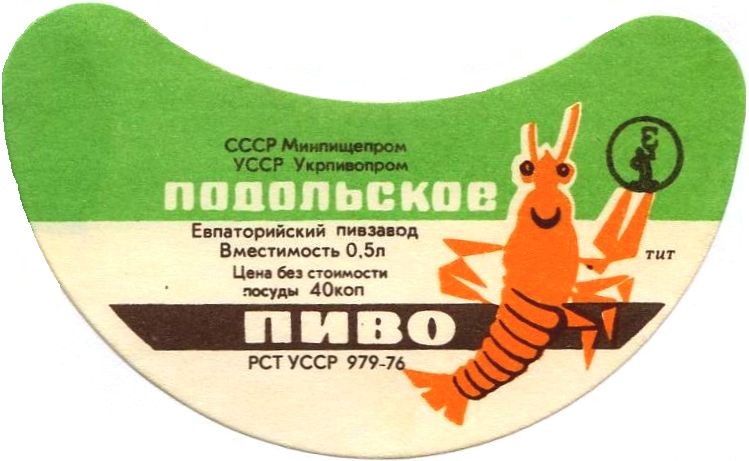 СССР Минпищепром
УССР Укрпивопром
ПОДОЛЬСКОЕ
Евпаторийский пивзавод
Вместимость 0,5л
Цена без стоимости
посуды 40коп
ПИВО
РСТ УССР 979-76
Е
тит